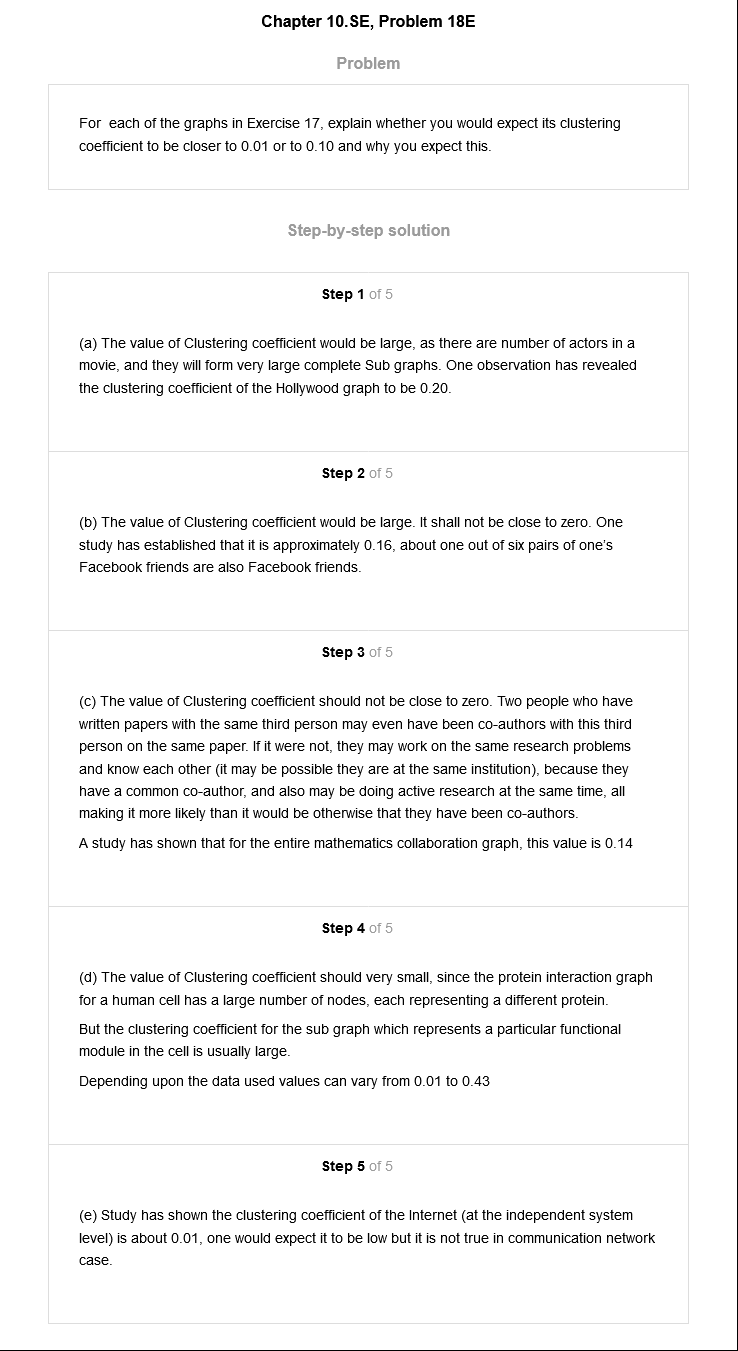 Chapter 10.SE, Problem 18E
Problem
For each of the graphs in Exercise 17, explain whether you would expect its clustering
coefficient to be closer to 0.01 or to 0.10 and why you expect this.
Step-by-step solution
Step 1 of 5
(a) The value of Clustering coefficient would be large, as there are number of actors in a
movie, and they will form very large complete Sub graphs. One observation has revealed
the clustering coefficient of the Hollywood graph to be 0.20.
Step 2 of 5
(b) The value of Clustering coefficient would be large. It shall not be close to zero. One
study has established that it is approximately 0.16, about one out of six pairs of one's
Facebook friends are also Facebook friends.
Step 3 of 5
(c) The value of Clustering coefficient should not be close to zero. Two people who have
written papers with the same third person may even have been co-authors with this third
person on the same paper. If it were not, they may work on the same research problems
and know each other (it may be possible they are at the same institution), because they
have a common co-author, and also may be doing active research at the same time, all
making it more likely than it would be otherwise that they have been co-authors.
A study has shown that for the entire mathematics collaboration graph, this value is 0.14
Step 4 of 5
(d) The value of Clustering coefficient should very small, since the protein interaction graph
for a human cell has a large number of nodes, each representing a different protein.
But the clustering coefficient for the sub graph which represents a particular functional
module in the cell is usually large.
Depending upon the data used values can vary from 0.01 to 0.43
Step 5 of 5
(e) Study has shown the clustering coefficient of the Internet (at the independent system
level) is about 0.01, one would expect it to be low but it is not true in communication network
case.